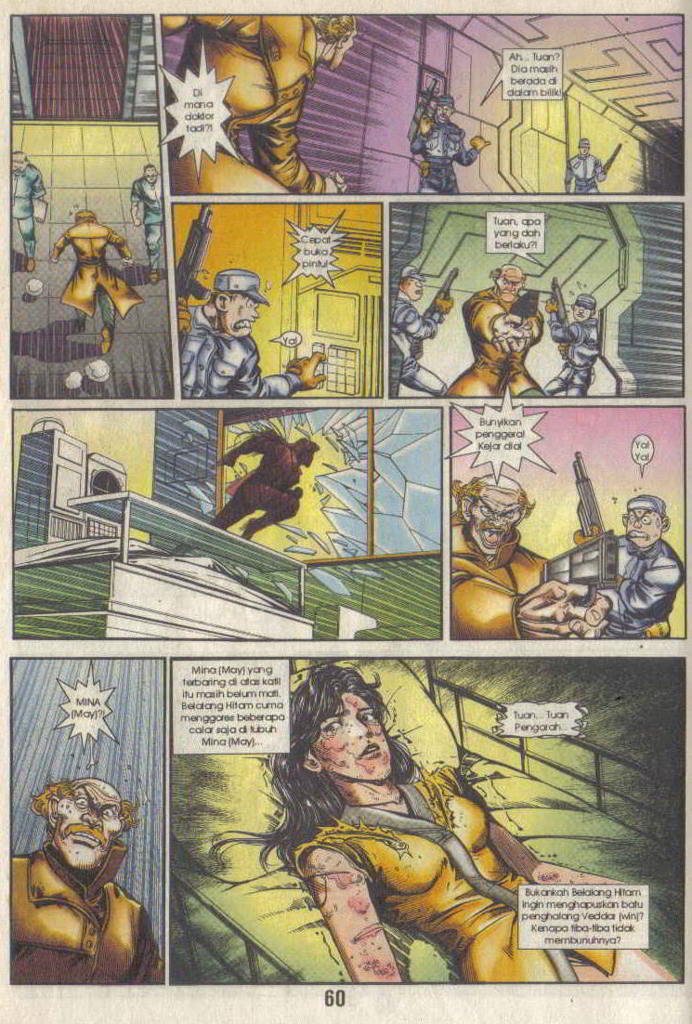 Di
mana
doktor
tadi?!
Ah... Tuan?
Dia masih
berada di
dalam bilik!
Cepat
buka
pintu!
Ya!
Tuan, apa
yang dah
berlaku?!
Bunyikan
penggera!
Kejar dia!
Ya!
Ya!
MINA
(May)?!
Mina (May) yang
terbaring di atas katil
itu masih belum mati.
Belalang Hitam cuma
menggores beberapa
calar saja di tubuh
Mina (May)...
Tuan... Tuan
Pengarah...
Bukankah Belalang Hitam
ingin menghapuskan batu
penghalang Veddar (win)?
Kenapa tiba-tiba tidak
membunuhnya?
60